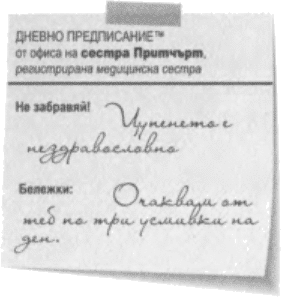 ДНЕВНО ПРЕДПИСАНИЕ™
от офиса на сестра Притчърт,
регистрирана медицинска сестра
Не забравяй!
Цупенето е
нездравословно
Бележки:
Очаквам от
теб по три усмивки на
ден.